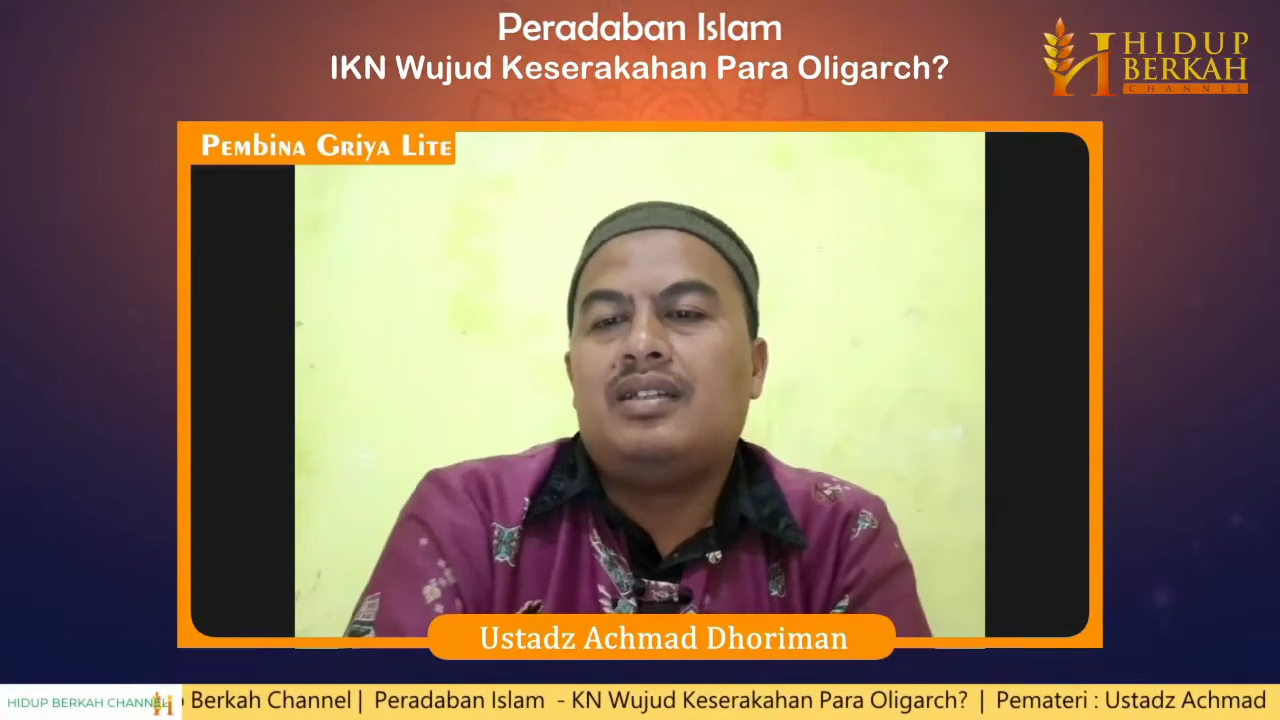 Peradaban Islam
IKN Wujud Keserakahan Para Oligarch?
HIDUP
BERKAH
CHANNEL
Pembina Griya Lite
Ustadz Achmad Dhoriman
HIDUP BERKAH CHANNEL
Berkah Channel | Peradaban Islam - KN Wujud Keserakahan Para Oligarch? | Pemateri : Ustadz Achmad